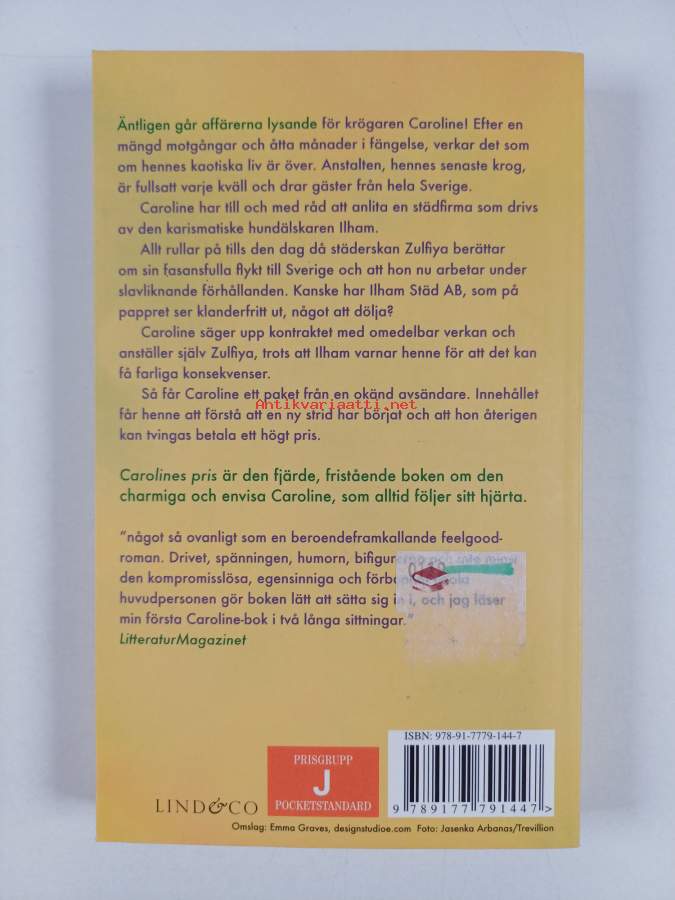 Äntligen går affärerna lysande för krögaren Caroline! Efter en
mängd motgångar och åtta månader i fängelse, verkar det som
om hennes kaotiska liv är över. Anstalten, hennes senaste krog,
är fullsatt varje kväll och drar gäster från hela Sverige.
Caroline har till och med råd att anlita en städfirma som drivs
av den karismatiske hundälskaren Ilham.
Allt rullar på tills den dag då städerskan Zulfiya berättar
om sin fasansfulla flykt till Sverige och att hon nu arbetar under
slavliknande förhållanden. Kanske har Ilham Städ AB, som på
pappret ser klanderfritt ut, något att dölja?
Caroline säger upp kontraktet med omedelbar verkan och
anställer själv Zulfiya, trots att Ilham varnar henne för att det kan
få farliga konsekvenser.
Så får Caroline ett paket från en okänd avsändare. Innehållet
Antikvariaatti.net
får henne att förstå att en ny strid har börjat och att hon återigen
kan tvingas betala ett högt pris.
Carolines pris är den fjärde, fristående boken om den
charmiga och envisa Caroline, som alltid följer sitt hjärta.
”något så ovanligt som en beroendeframkallande feelgood-
roman. Drivet, spänningen, humorn,
den kompromisslösa, egensinniga och
huvudpersonen gör boken lätt att sätta sig in i, och jag läser
min första Caroline-bok i två långa sittningar.”
LitteraturMagazinet
ISBN: 978-91-7779-144-7
PRISGRUPP
J
POCKETSTANDARD
LIND&CO
9 789177 791447>
Omslag: Emma Graves, designstudioe.com Foto: Jasenka Arbanas/Trevillion